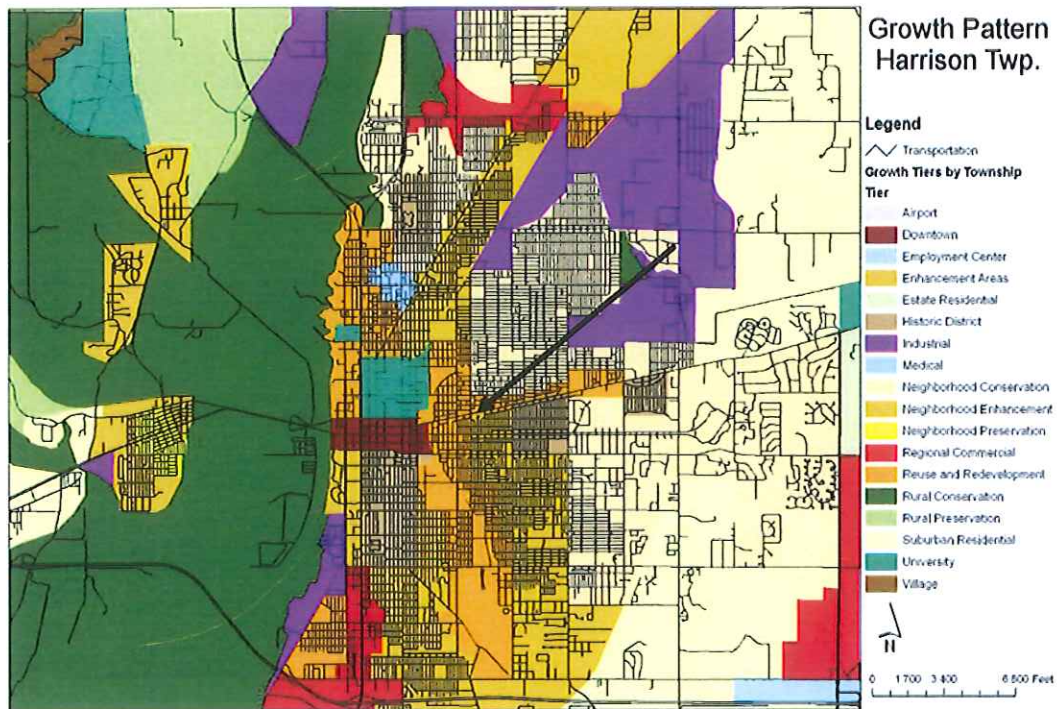 Growth Pattern
Harrison Twp.
Legend
Transportation
Growth Tiers by Township
Tier
Airport
Downtown
Employment Center
Enhancement Areas
Estate Residential
Historic District
Industrial
Medical
Neighborhood Conservation
Neighborhood Enhancement
Neighborhood Preservation
Regional Commercial
Reuse and Redevelopment
Rural Conservation
Rural Preservation
Suburban Residential
University
Village
N
0 1 700 3 400 6 800 Feet